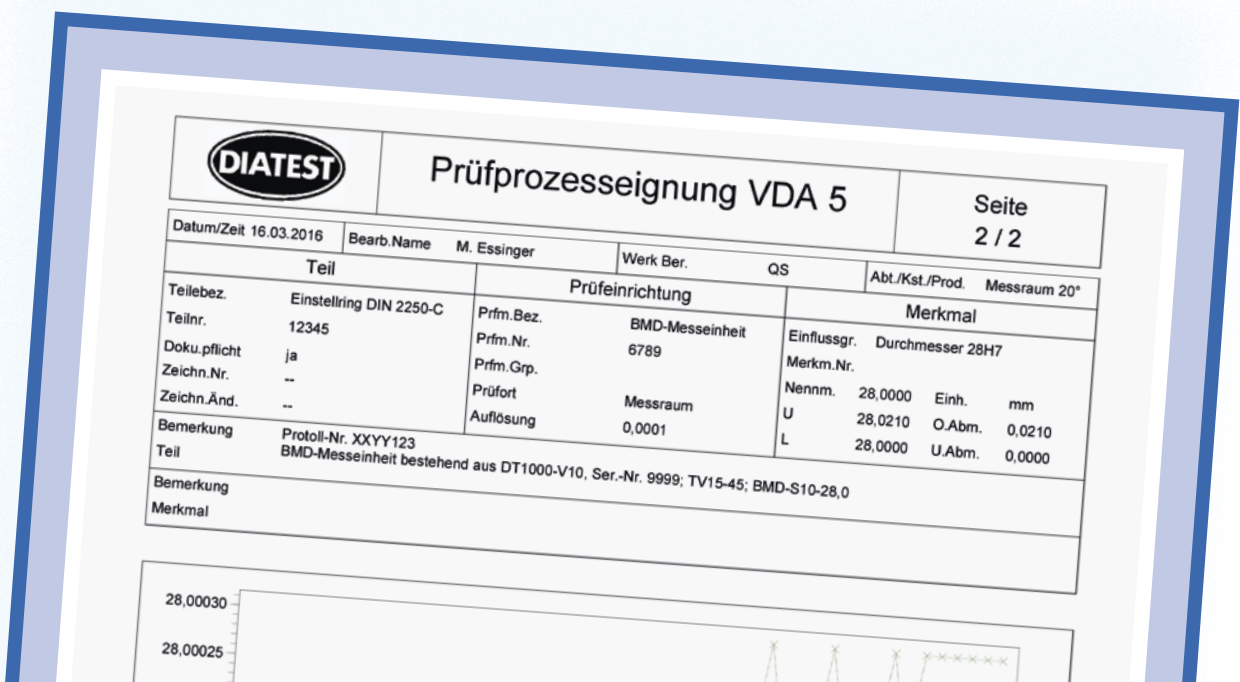 DIATEST
Prüfprozesseignung VDA 5
Seite
2 / 2
Datum/Zeit 16.03.2016 Bearb.Name M. Essinger Werk Ber. QS Abt./Kst./Prod. Messraum 20°
Teil Prüfeinrichtung Merkmal
Teilebez. Einstellring DIN 2250-C Prfm.Bez. BMD-Messeinheit Einflussgr. Durchmesser 28H7
Teilnr. 12345 Prfm.Nr. 6789 Merkm.Nr.
Doku.pflicht ja Prfm.Grp. Nennm. 28,0000 Einh. mm
Zeichn.Nr. -- Prüfort Messraum U 28,0210 O.Abm. 0,0210
Zeichn.Änd. -- Auflösung 0,0001 L 28,0000 U.Abm. 0,0000
Bemerkung Protoll-Nr. XXYY123
Teil BMD-Messeinheit bestehend aus DT1000-V10, Ser.-Nr. 9999; TV15-45; BMD-S10-28,0
Bemerkung
Merkmal
28,00030
28,00025